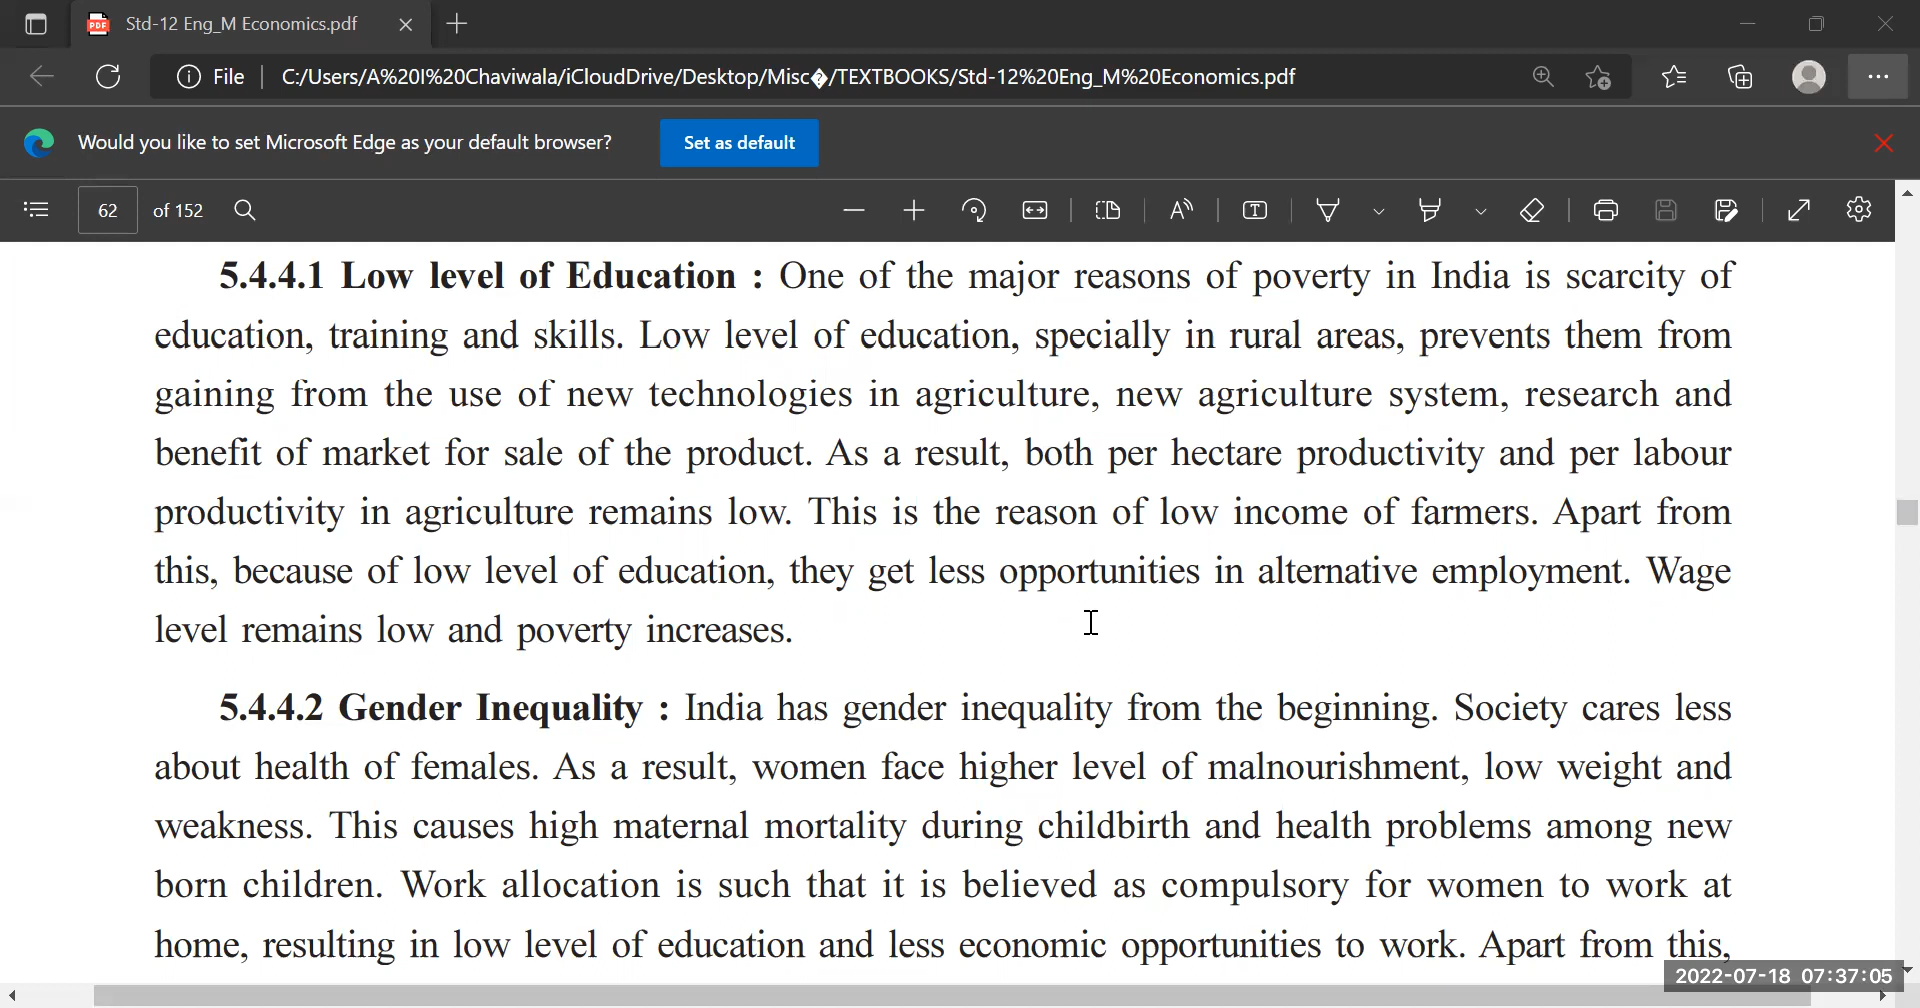 Std-12 Eng_M Economics.pdf
File C:/Users/A%20I%20Chaviwala/iCloudDrive/Desktop/Misc�/TEXTBOOKS/Std-12%20Eng_M%20Economics.pdf
Would you like to set Microsoft Edge as your default browser? Set as default
62 of 152
5.4.4.1 Low level of Education : One of the major reasons of poverty in India is scarcity of
education, training and skills. Low level of education, specially in rural areas, prevents them from
gaining from the use of new technologies in agriculture, new agriculture system, research and
benefit of market for sale of the product. As a result, both per hectare productivity and per labour
productivity in agriculture remains low. This is the reason of low income of farmers. Apart from
this, because of low level of education, they get less opportunities in alternative employment. Wage
level remains low and poverty increases.
5.4.4.2 Gender Inequality : India has gender inequality from the beginning. Society cares less
about health of females. As a result, women face higher level of malnourishment, low weight and
weakness. This causes high maternal mortality during childbirth and health problems among new
born children. Work allocation is such that it is believed as compulsory for women to work at
home, resulting in low level of education and less economic opportunities to work. Apart from this,
2022-07-18 07:37:05